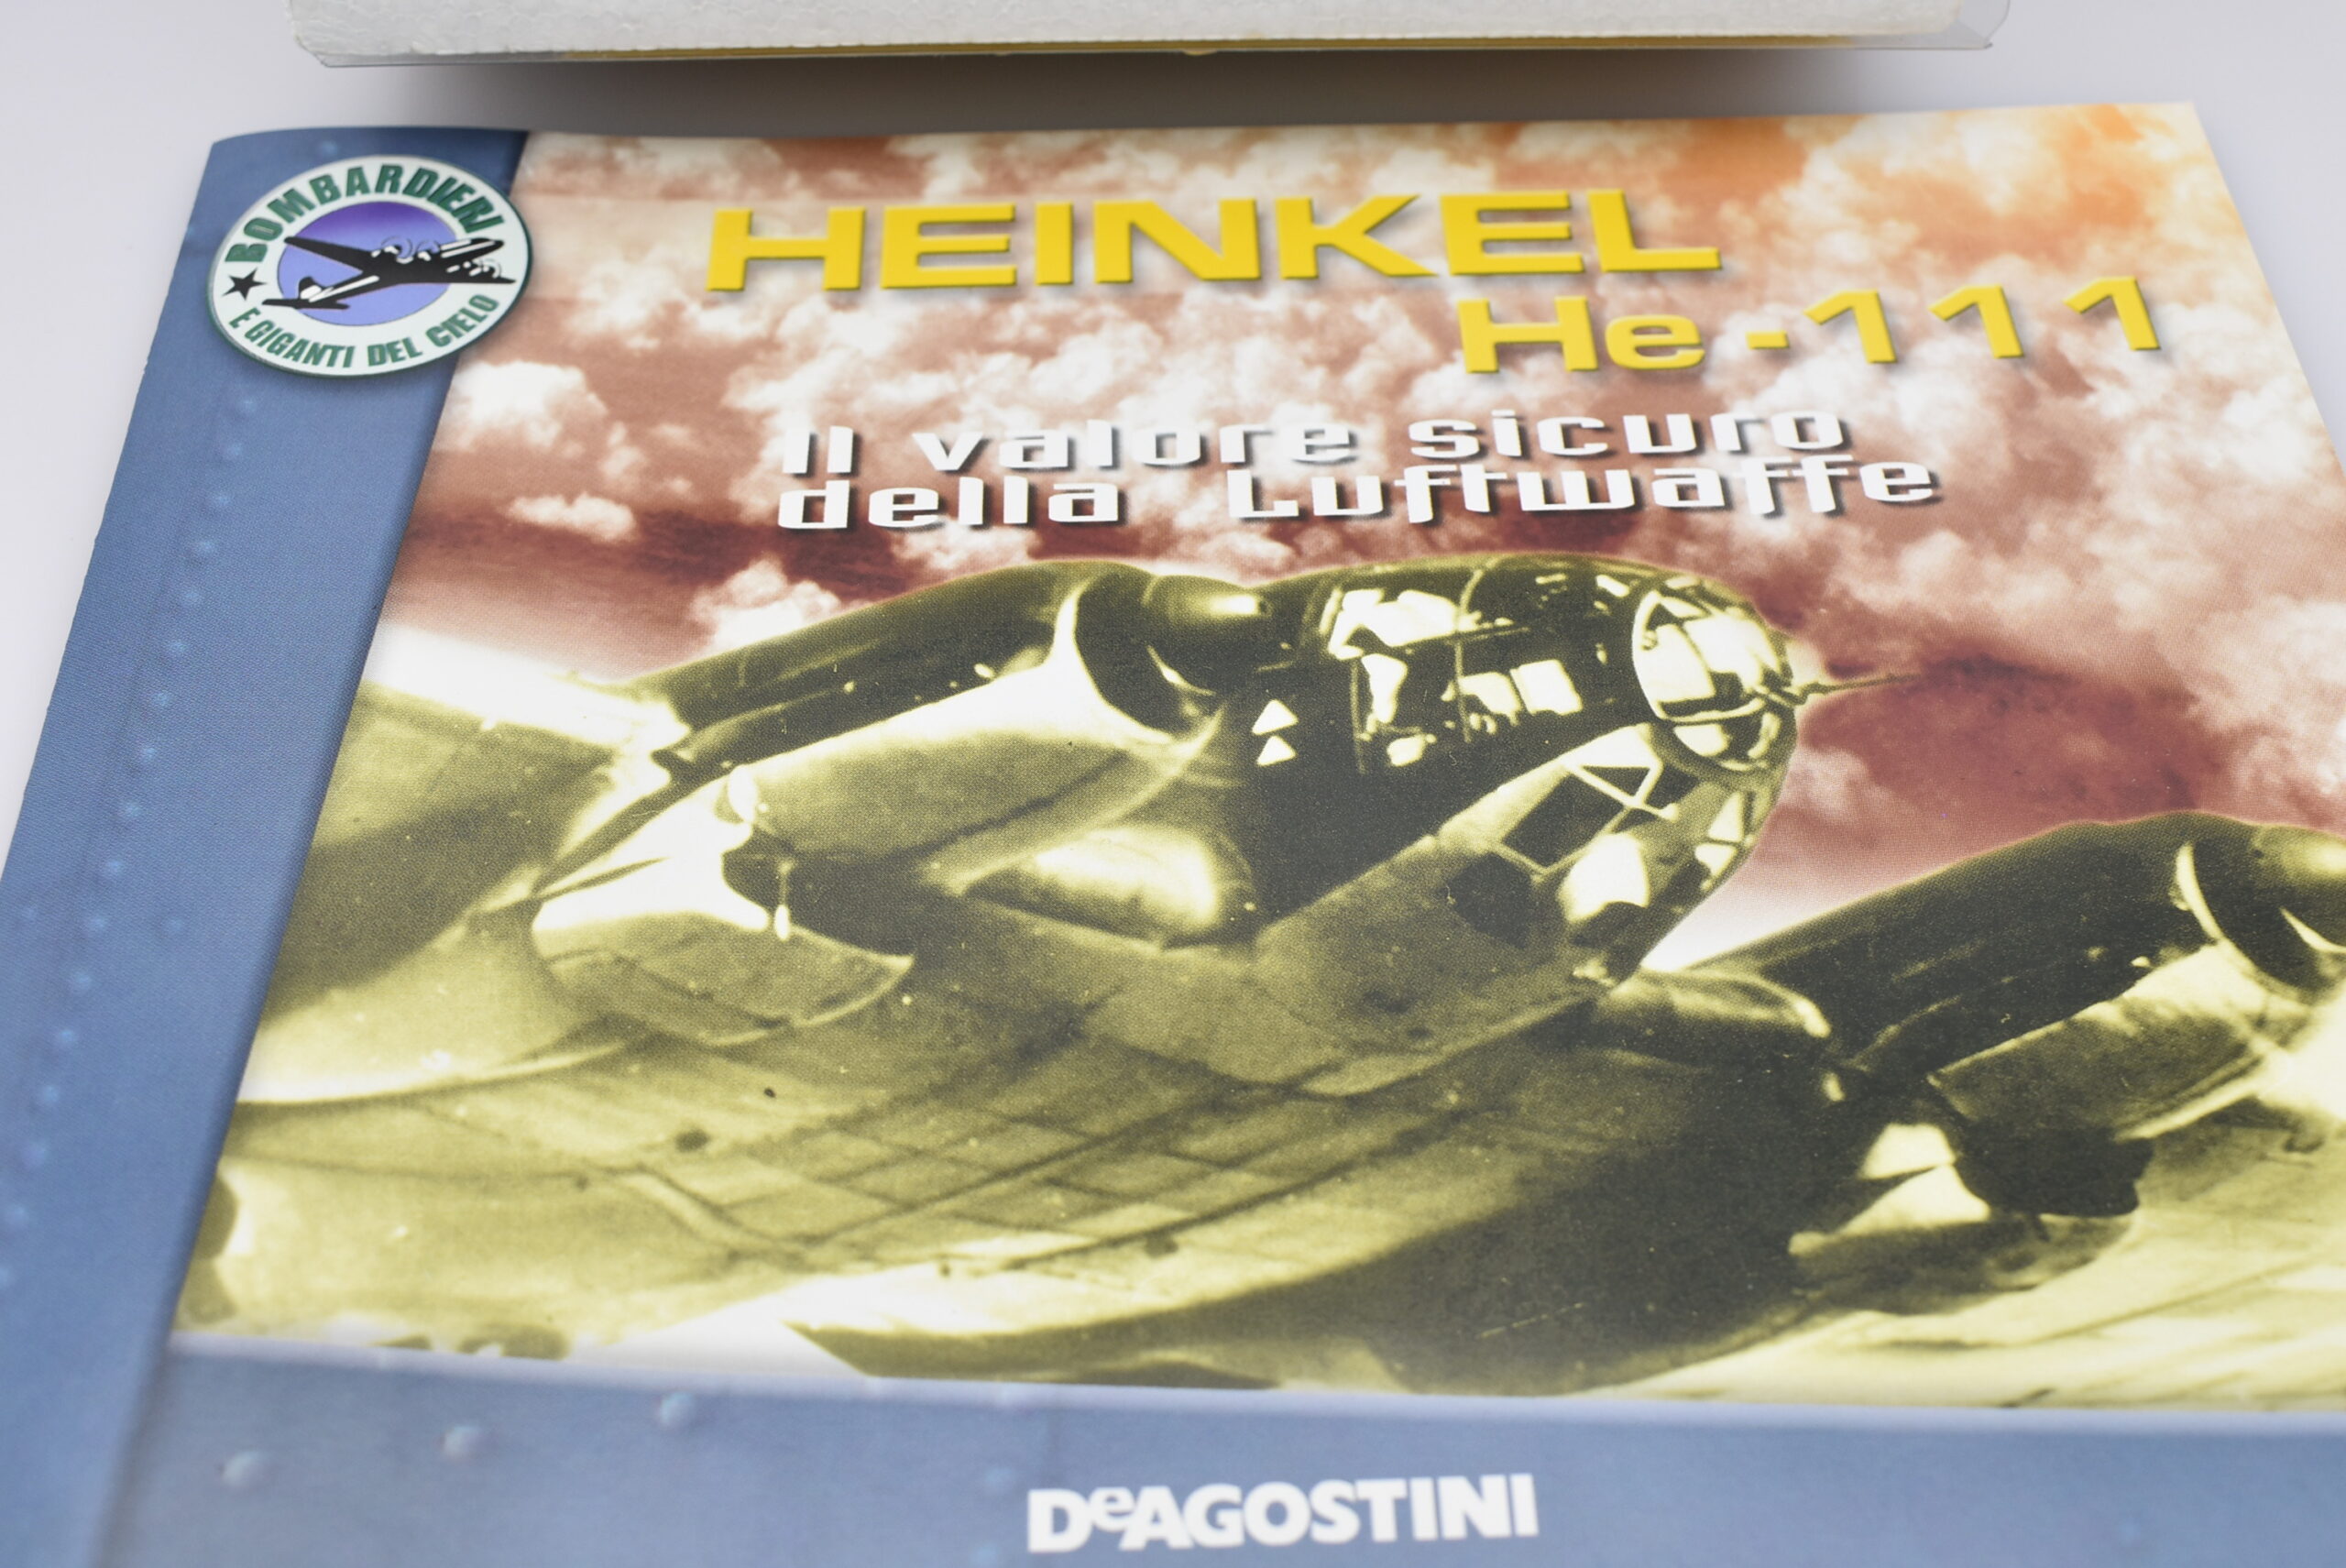 BOMBARDIERI
E GIGANTI DEL CIELO
HEINKEL
He-111
Il valore sicuro
della Luftwaffe
DeAGOSTINI